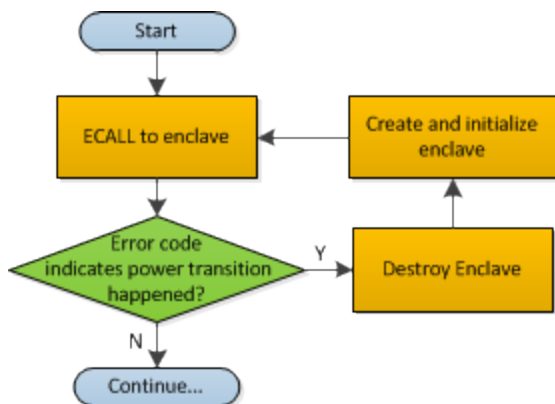 Start
ECALL to enclave
Create and initialize
enclave
Error code
indicates power transition
happened?
Y
Destroy Enclave
N
Continue...